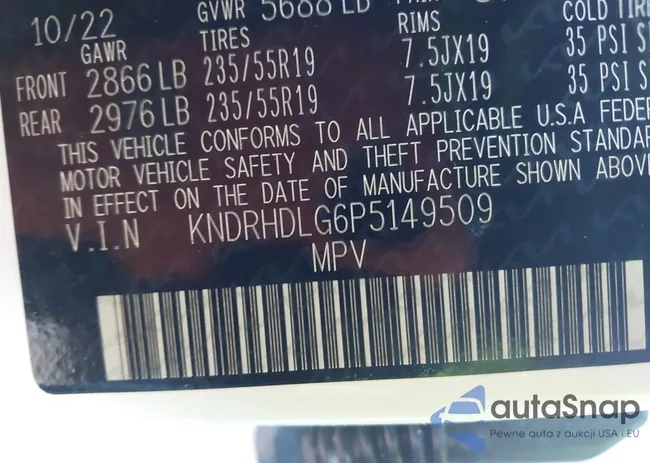 10/22 GVWR 5688 LB
GAWR TIRES RIMS COLD TIRE
FRONT 2866 LB 235/55R19 7.5JX19 35 PSI
REAR 2976 LB 235/55R19 7.5JX19 35 PSI
THIS VEHICLE CONFORMS TO ALL APPLICABLE U.S.A FEDER
MOTOR VEHICLE SAFETY AND THEFT PREVENTION STANDAR
IN EFFECT ON THE DATE OF MANUFACTURE SHOWN ABOVE
V.I.N KNDRHDLG6P5149509
MPV
autaSnap
Pewne auta z aukcji USA i EU